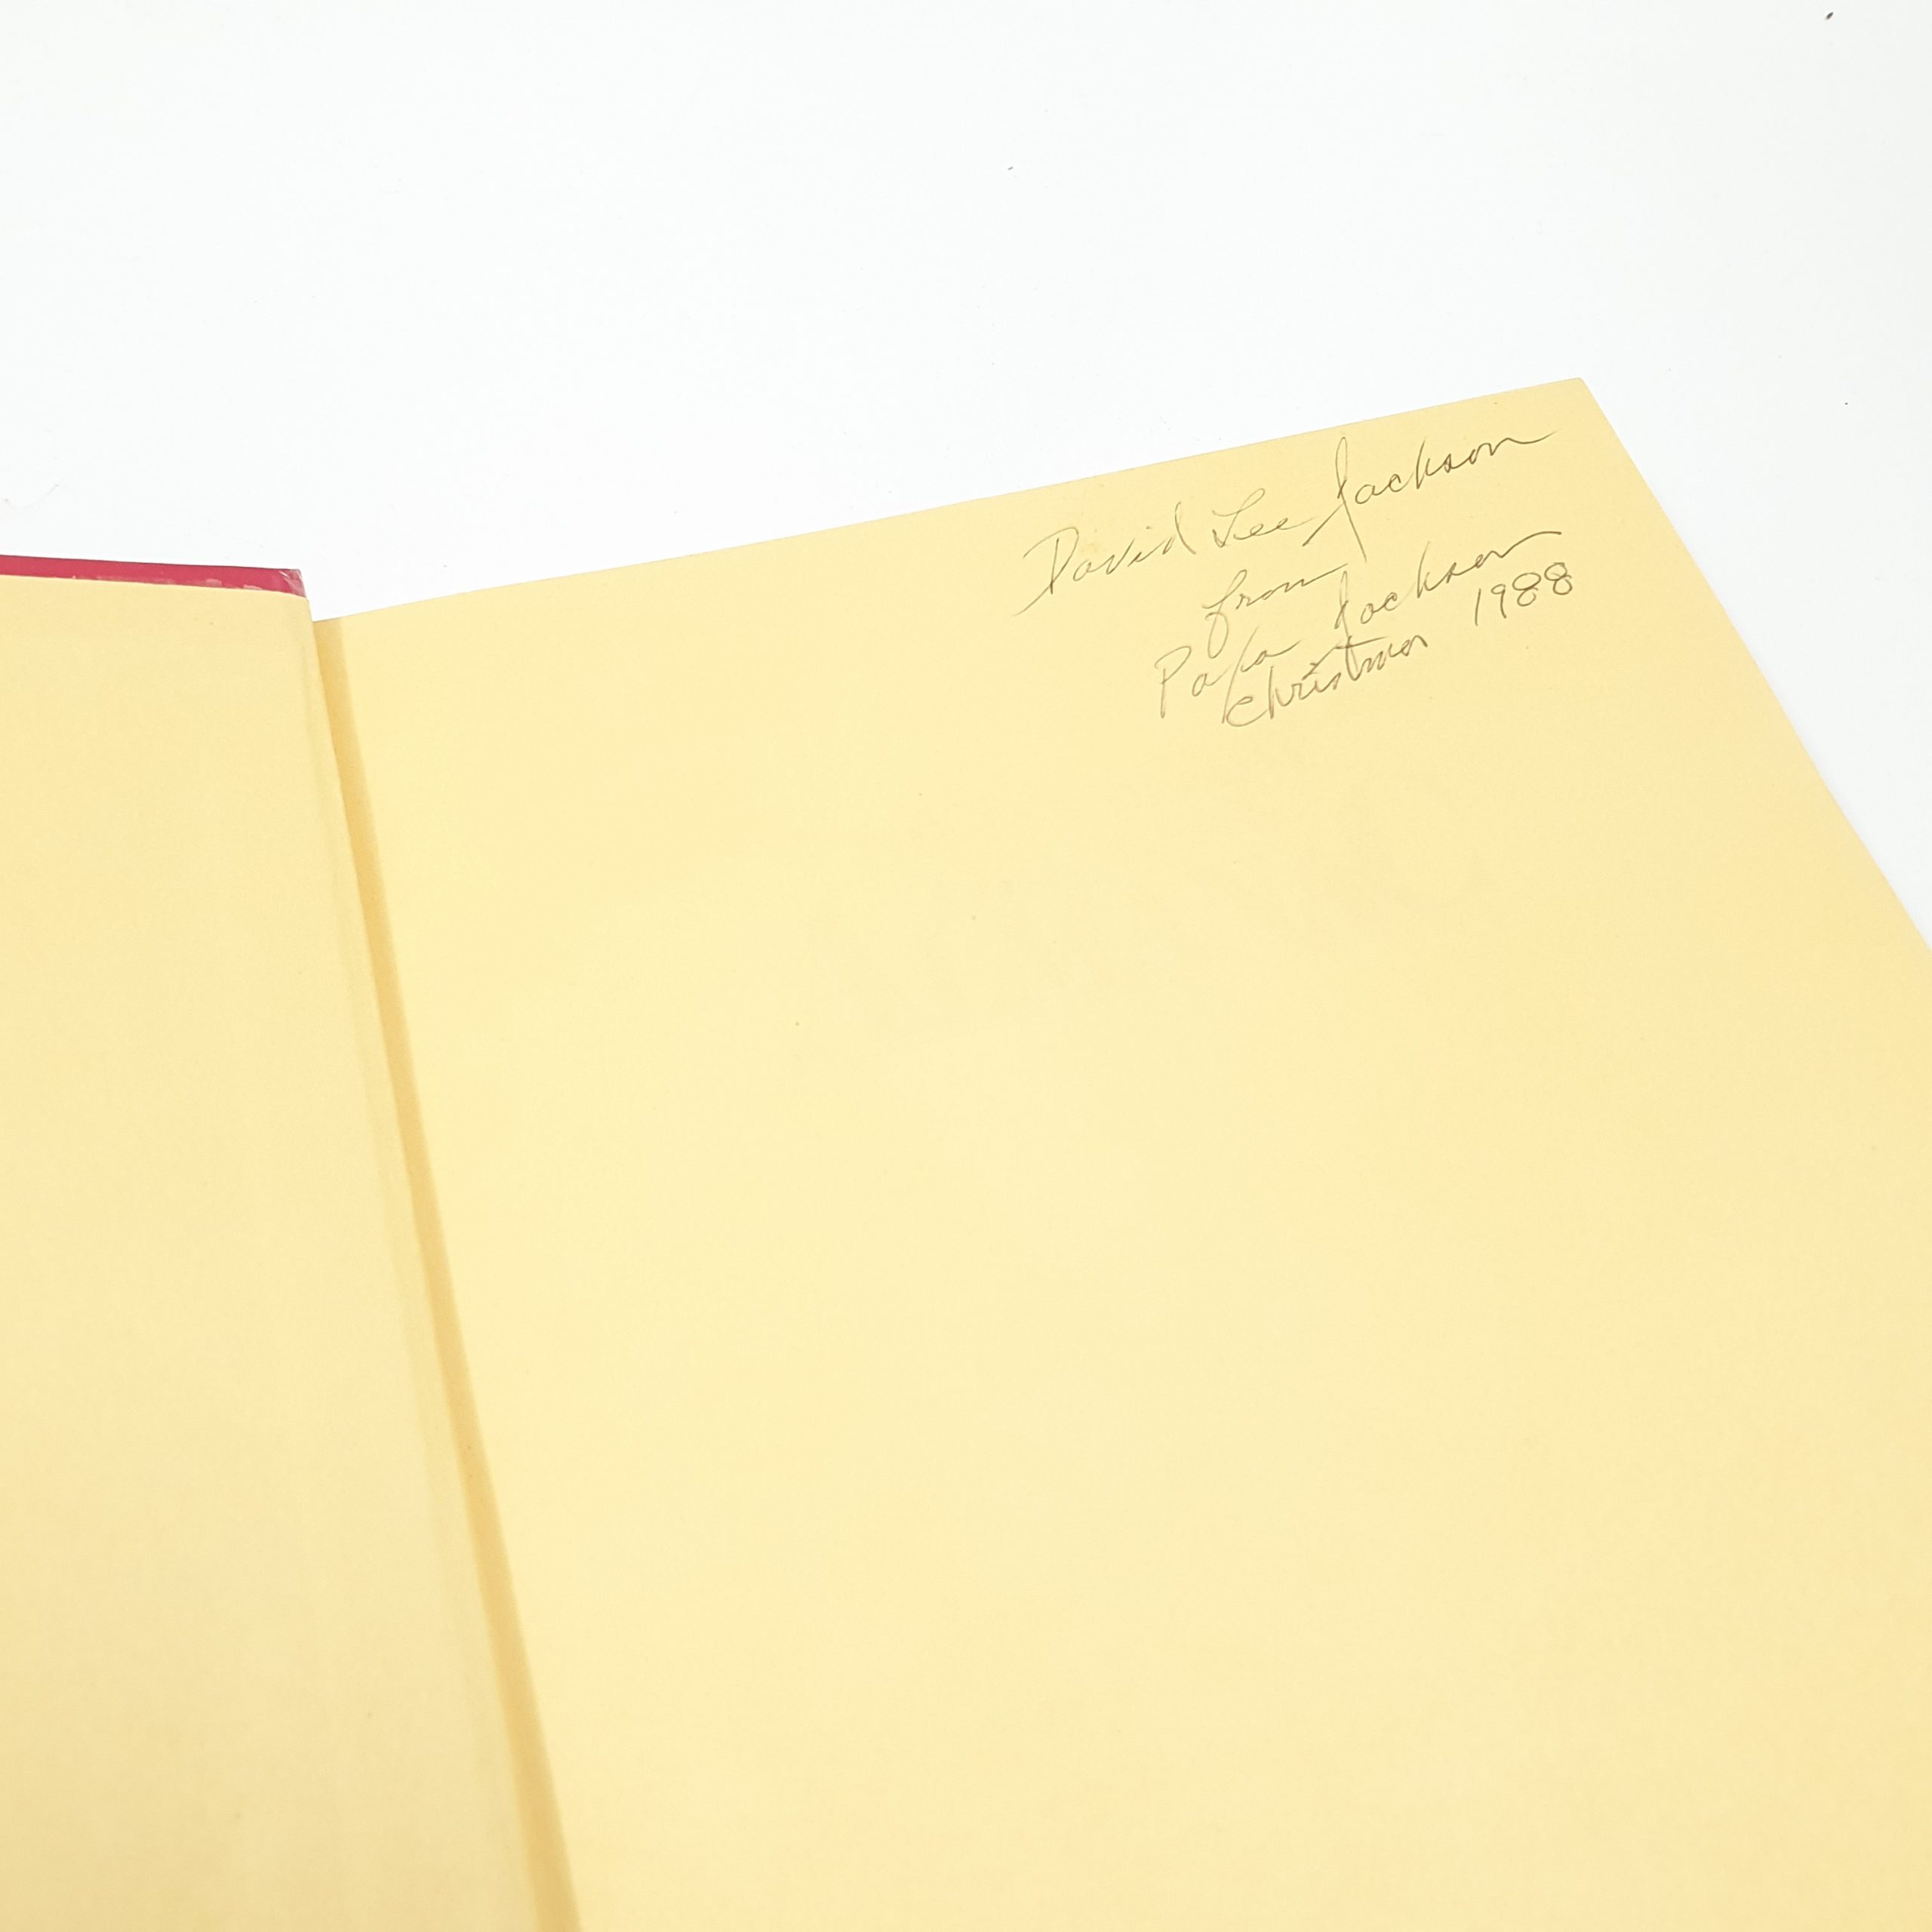 David Lee Jackson
from
Papa Jackson
Christmas 1988